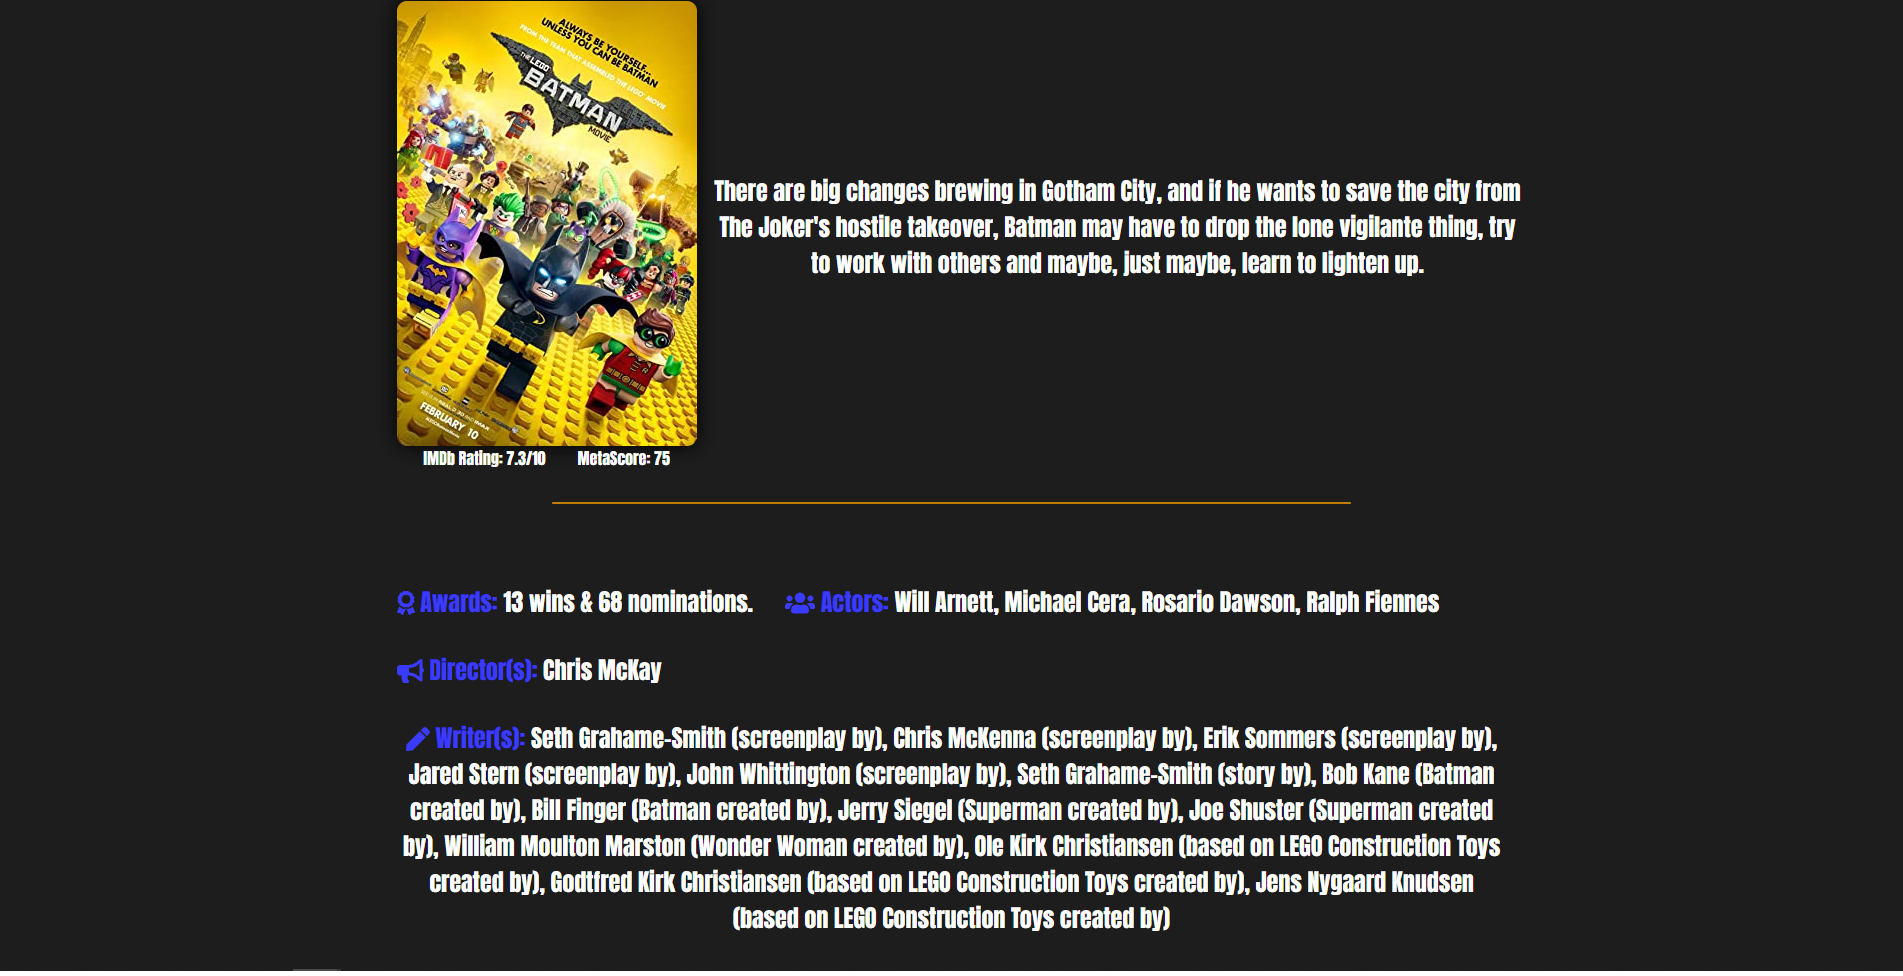 ALWAYS BE YOURSELF...
UNLESS YOU CAN BE BATMAN
FROM THE TEAM THAT ASSEMBLED THE LEGO MOVIE
THE LEGO
BATMAN
MOVIE
FEBRUARY 10
There are big changes brewing in Gotham City, and if he wants to save the city from
The Joker's hostile takeover, Batman may have to drop the lone vigilante thing, try
to work with others and maybe, just maybe, learn to lighten up.
IMDb Rating: 7.3/10 MetaScore: 75
Awards: 13 wins & 68 nominations. Actors: Will Arnett, Michael Cera, Rosario Dawson, Ralph Fiennes
Director(s): Chris McKay
Writer(s): Seth Grahame-Smith (screenplay by), Chris McKenna (screenplay by), Erik Sommers (screenplay by),
Jared Stern (screenplay by), John Whittington (screenplay by), Seth Grahame-Smith (story by), Bob Kane (Batman
created by), Bill Finger (Batman created by), Jerry Siegel (Superman created by), Joe Shuster (Superman created
by), William Moulton Marston (Wonder Woman created by), Ole Kirk Christiansen (based on LEGO Construction Toys
created by), Godtfred Kirk Christiansen (based on LEGO Construction Toys created by), Jens Nygaard Knudsen
(based on LEGO Construction Toys created by)